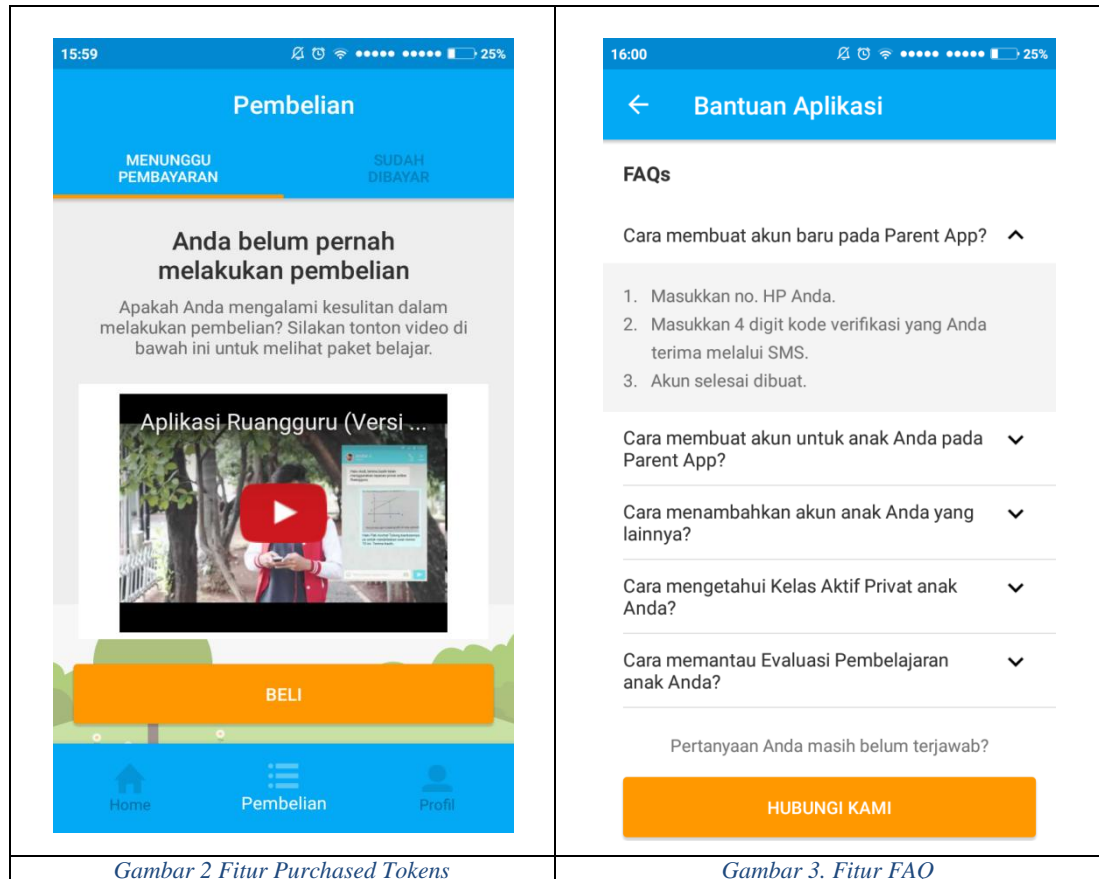 15:59
25%
Pembelian
MENUNGGU
PEMBAYARAN
SUDAH
DIBAYAR
Anda belum pernah
melakukan pembelian
Apakah Anda mengalami kesulitan dalam
melakukan pembelian? Silakan tonton video di
bawah ini untuk melihat paket belajar.
Aplikasi Ruangguru (Versi ...
BELI
Home
Pembelian
Profil
Gambar 2 Fitur Purchased Tokens
16:00
25%
Bantuan Aplikasi
FAQs
Cara membuat akun baru pada Parent App?
1. Masukkan no. HP Anda.
2. Masukkan 4 digit kode verifikasi yang Anda
terima melalui SMS.
3. Akun selesai dibuat.
Cara membuat akun untuk anak Anda pada
Parent App?
Cara menambahkan akun anak Anda yang
lainnya?
Cara mengetahui Kelas Aktif Privat anak
Anda?
Cara memantau Evaluasi Pembelajaran
anak Anda?
Pertanyaan Anda masih belum terjawab?
HUBUNGI KAMI
Gambar 3. Fitur FAQ